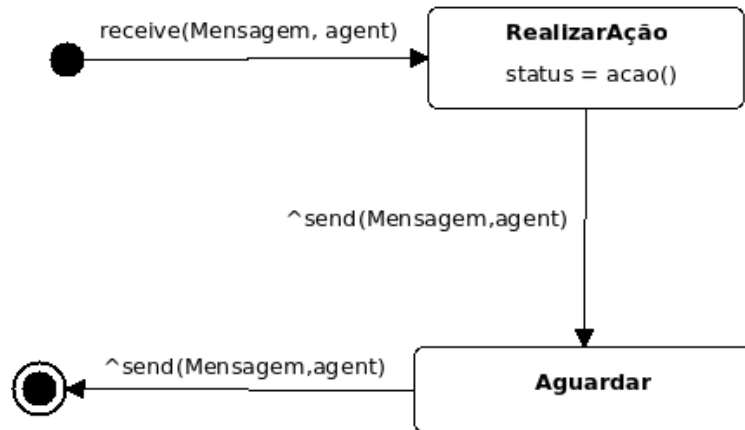 receive(Mensagem, agent)
RealizarAção
status = acao()
^send(Mensagem,agent)
^send(Mensagem,agent)
Aguardar